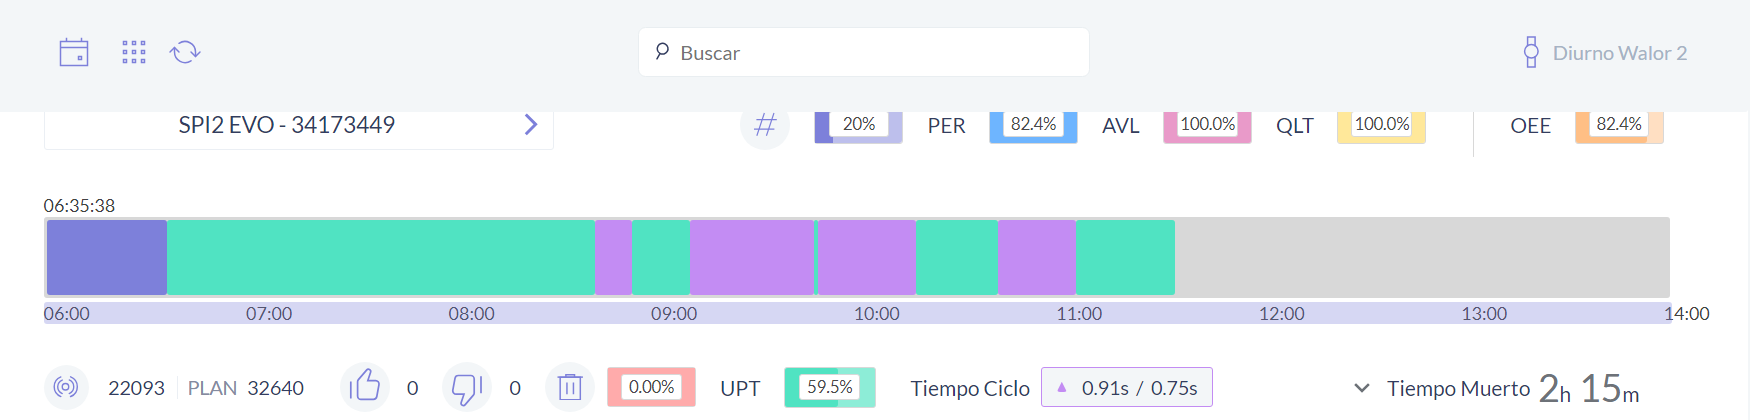 Buscar
Diurno Walor 2
SPI2 EVO - 34173449
# 20% PER 82.4% AVL 100.0% QLT 100.0% OEE 82.4%
06:35:38
06:00 07:00 08:00 09:00 10:00 11:00 12:00 13:00 14:00
22093 PLAN 32640 0 0 0.00% UPT 59.5% Tiempo Ciclo 0.91s / 0.75s Tiempo Muerto 2h 15m